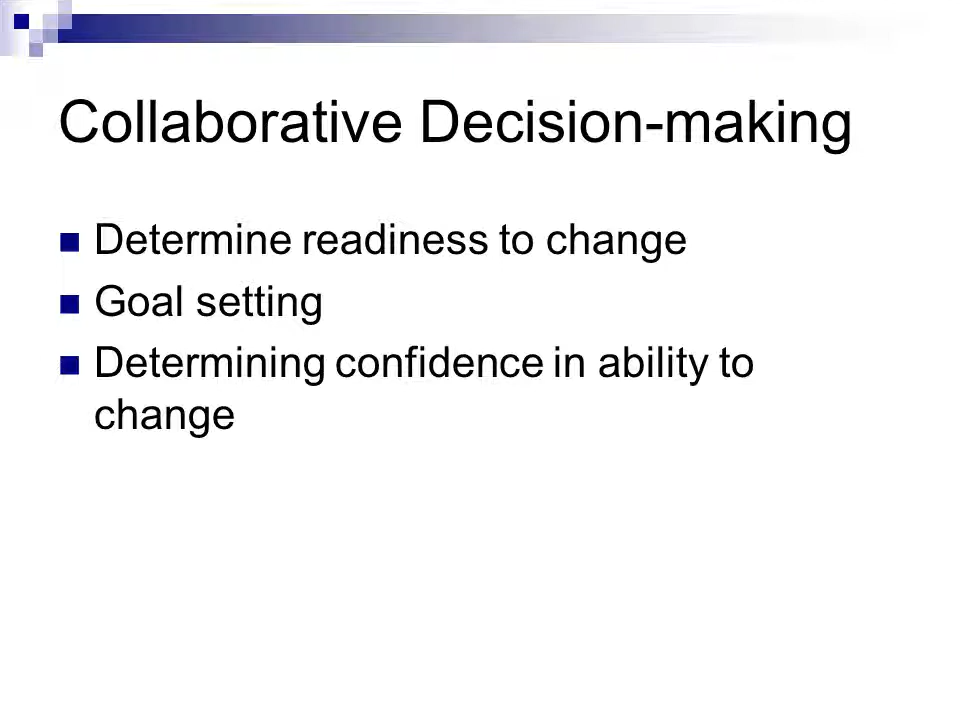 Collaborative Decision-making
Determine readiness to change
Goal setting
Determining confidence in ability to
change